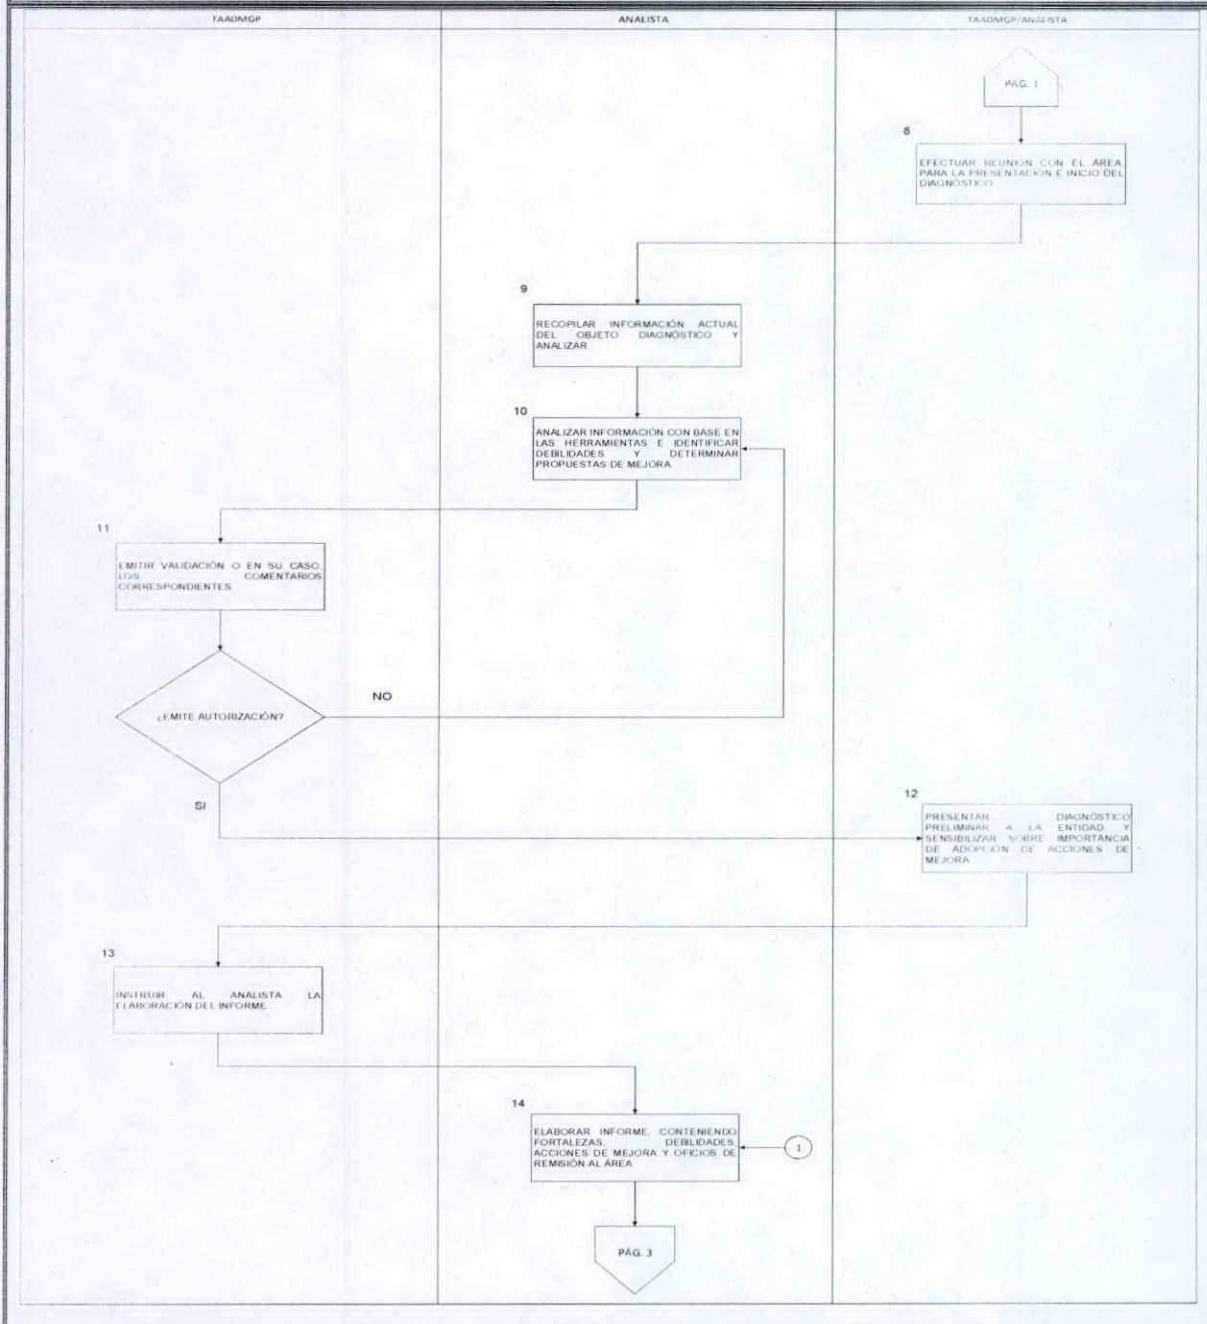 TAADMGP
ANALISTA
TAADMGP/ANALISTA
PÁG. 1
8
EFECTUAR REUNIÓN CON EL ÁREA
PARA LA PRESENTACIÓN E INICIO DEL
DIAGNÓSTICO
9
RECOPILAR INFORMACIÓN ACTUAL
DEL OBJETO DIAGNÓSTICO Y
ANALIZAR
10
ANALIZAR INFORMACIÓN CON BASE EN
LAS HERRAMIENTAS E IDENTIFICAR
DEBILIDADES Y DETERMINAR
PROPUESTAS DE MEJORA
11
EMITIR VALIDACIÓN O EN SU CASO,
LOS COMENTARIOS
CORRESPONDIENTES
¿EMITE AUTORIZACIÓN?
NO
SI
12
PRESENTAR DIAGNÓSTICO
PRELIMINAR A LA ENTIDAD Y
SENSIBILIZAR SOBRE IMPORTANCIA
DE ADOPCIÓN DE ACCIONES DE
MEJORA
13
INSTRUIR AL ANALISTA LA
ELABORACIÓN DEL INFORME
14
ELABORAR INFORME, CONTENIENDO
FORTALEZAS, DEBILIDADES,
ACCIONES DE MEJORA Y OFICIOS DE
REMISIÓN AL ÁREA
1
PÁG. 3